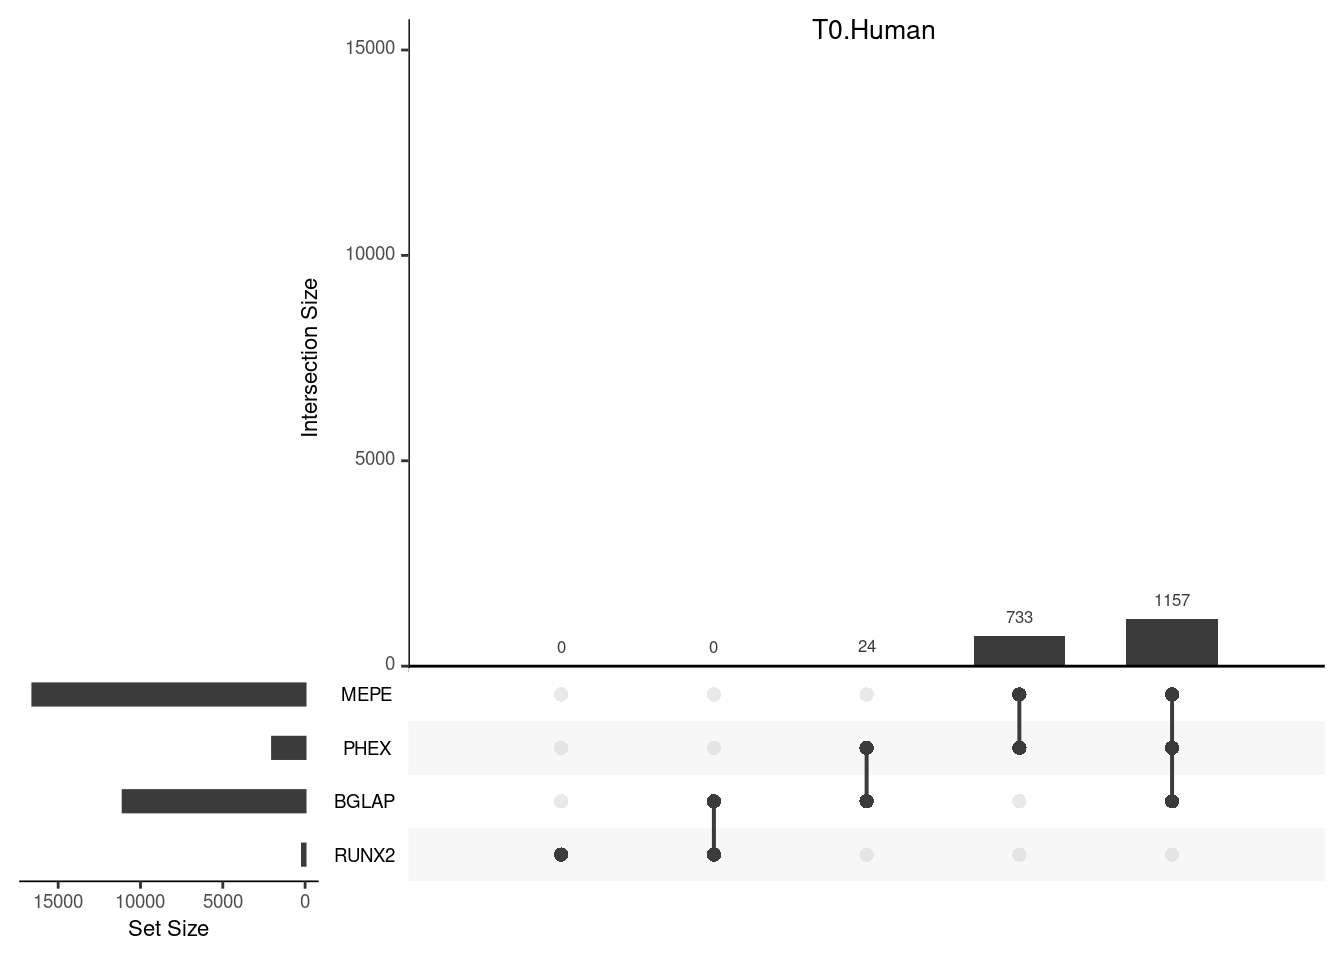 T0.Human
15000
10000
5000
0
Intersection Size
0
0
24
733
1157
MEPE
PHEX
BGLAP
RUNX2
15000 10000 5000 0
Set Size